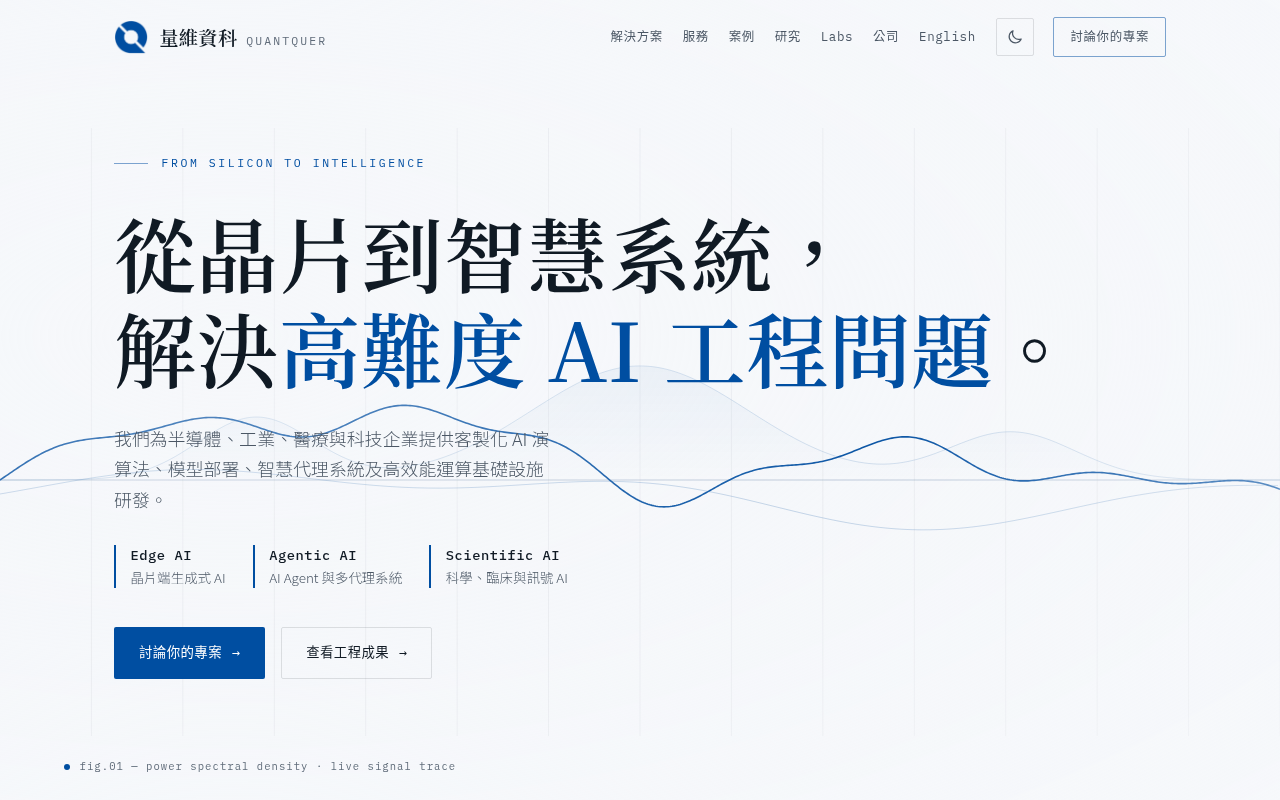 量維資科 QUANTQUER
解決方案 服務 案例 研究 Labs 公司 English 討論你的專案
FROM SILICON TO INTELLIGENCE
從晶片到智慧系統，
解決高難度 AI 工程問題。
我們為半導體、工業、醫療與科技企業提供客製化 AI 演
算法、模型部署、智慧代理系統及高效能運算基礎設施
研發。
Edge AI
晶片端生成式 AI
Agentic AI
AI Agent 與多代理系統
Scientific AI
科學、臨床與訊號 AI
討論你的專案 →
查看工程成果 →
fig.01 — power spectral density · live signal trace